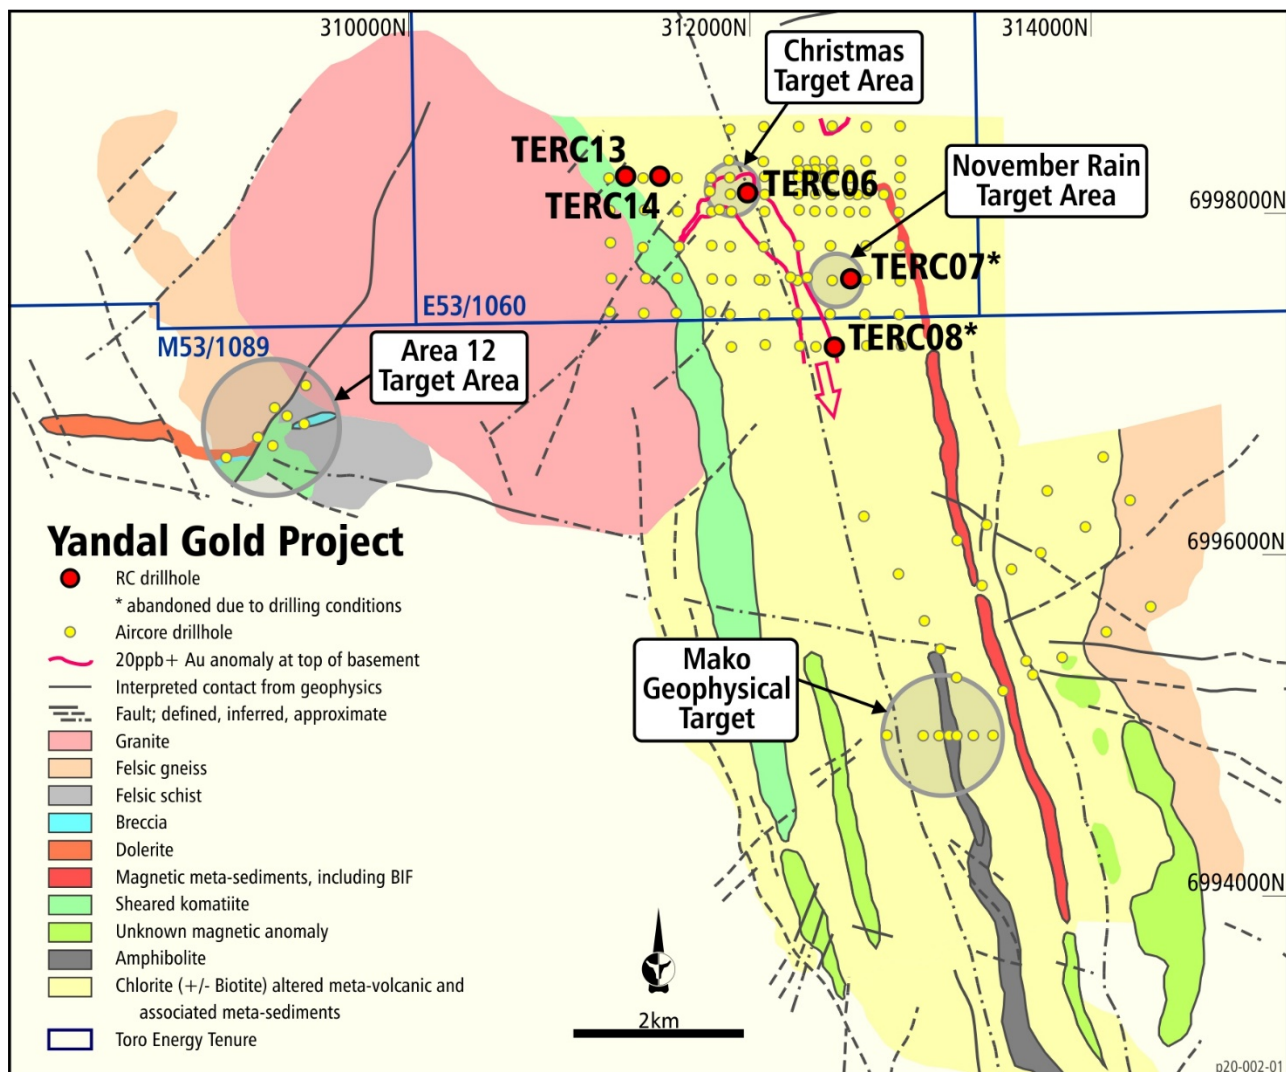 310000N
312000N
314000N
Christmas
Target Area
TERC13
TERC14
TERC06
November Rain
Target Area
6998000N
TERC07*
E53/1060
M53/1089
TERC08*
Area 12
Target Area
Yandal Gold Project
RC drillhole
* abandoned due to drilling conditions
Aircore drillhole
20ppb+ Au anomaly at top of basement
Interpreted contact from geophysics
Fault; defined, inferred, approximate
Granite
Felsic gneiss
Felsic schist
Breccia
Dolerite
Magnetic meta-sediments, including BIF
Sheared komatiite
Unknown magnetic anomaly
Amphibolite
Chlorite (+/- Biotite) altered meta-volcanic and
associated meta-sediments
Toro Energy Tenure
6996000N
Mako
Geophysical
Target
6994000N
2km
p20-002-01